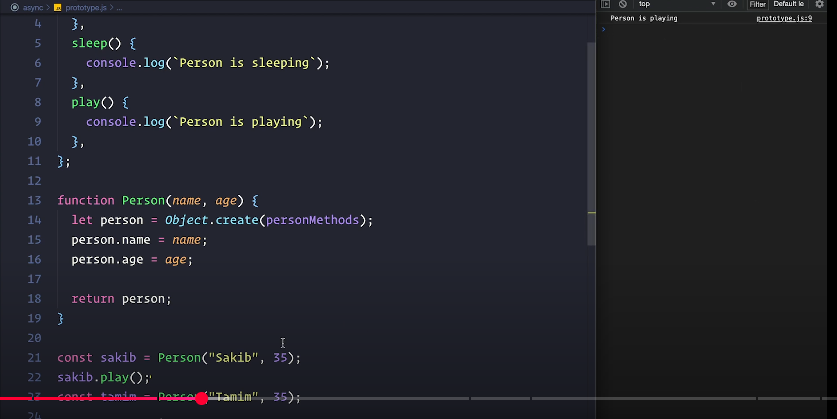 async > JS prototype.js > ...
4 },
5 sleep() {
6 console.log(`Person is sleeping`);
7 },
8 play() {
9 console.log(`Person is playing`);
10 },
11 };
12
13 function Person(name, age) {
14 let person = Object.create(personMethods);
15 person.name = name;
16 person.age = age;
17
18 return person;
19 }
20
21 const sakib = Person("Sakib", 35);
22 sakib.play();
23 const tamim = Person("Tamim", 35);
24
top Filter Default le
Person is playing prototype.js:9